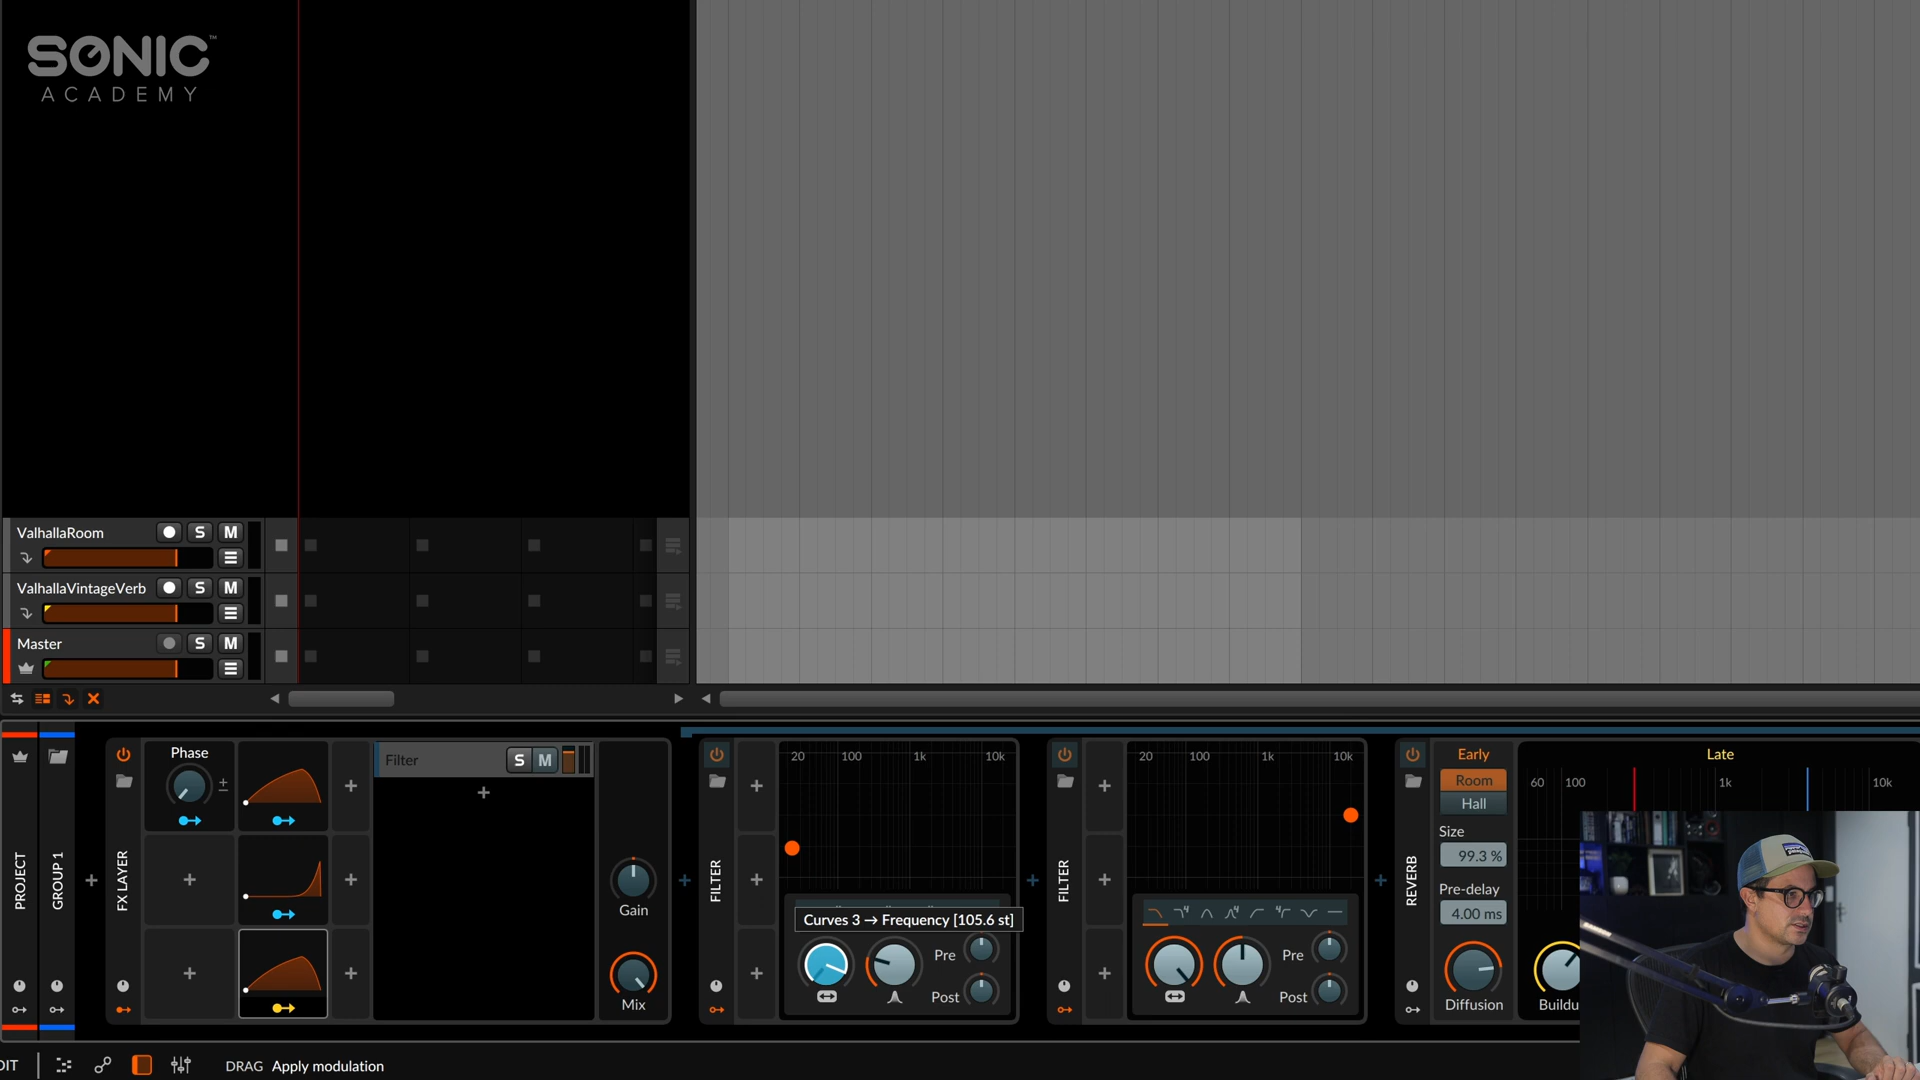 SONIC™
ACADEMY
ValhallaRoom
S M
ValhallaVintageVerb
S M
Master
S M
PROJECT
GROUP 1
FX LAYER
Phase
Filter
S M
Gain
Mix
FILTER
20 100 1k 10k
Curves 3 → Frequency [105.6 st]
Pre
Post
FILTER
20 100 1k 10k
Pre
Post
REVERB
Early
Room
Hall
Size
99.3 %
Pre-delay
4.00 ms
Diffusion
Late
60 100 1k 10k
Buildu
DIT
DRAG Apply modulation